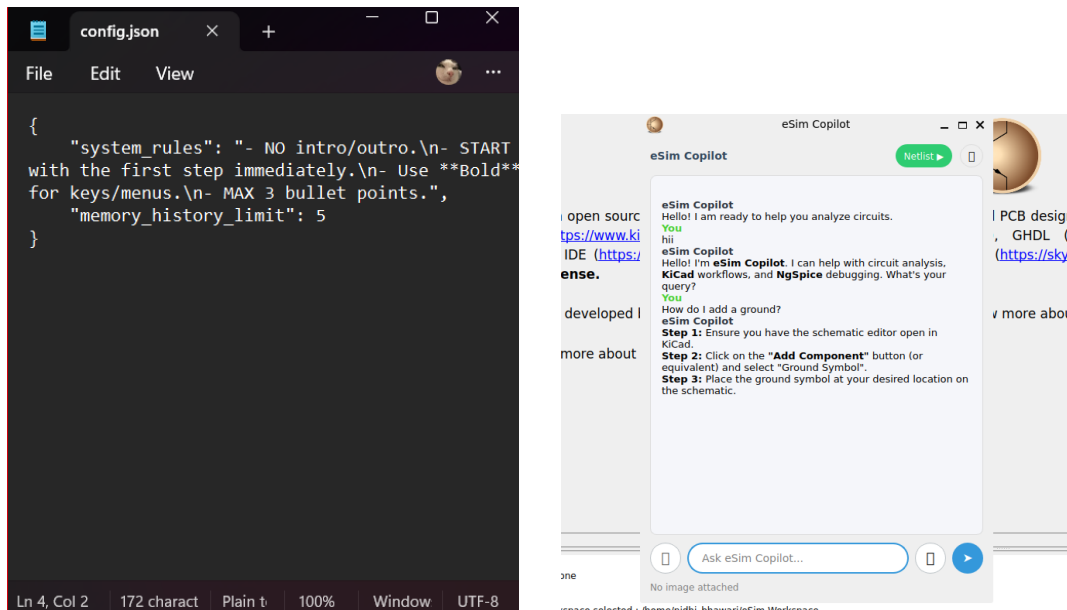 config.json
File
Edit
View
{
"system_rules": "- NO intro/outro.\n- START
with the first step immediately.\n- Use **Bold**
for keys/menus.\n- MAX 3 bullet points.",
"memory_history_limit": 5
}
Ln 4, Col 2
172 charact
Plain t
100%
Window
UTF-8
eSim Copilot
eSim Copilot
Netlist ▶
eSim Copilot
Hello! I am ready to help you analyze circuits.
You
hii
eSim Copilot
Hello! I'm eSim Copilot. I can help with circuit analysis,
KiCad workflows, and NgSpice debugging. What's your
query?
You
How do I add a ground?
eSim Copilot
Step 1: Ensure you have the schematic editor open in
KiCad.
Step 2: Click on the "Add Component" button (or
equivalent) and select "Ground Symbol".
Step 3: Place the ground symbol at your desired location on
the schematic.
Ask eSim Copilot...
No image attached
open sourc
tps://www.ki
IDE (https:/
ense.
developed
more about
PCB desig
, GHDL (
(https://sky
more abou
one